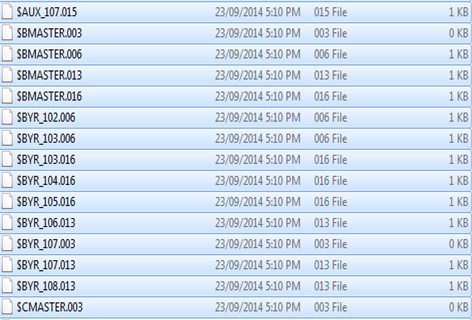 $AUX_107.015 23/09/2014 5:10 PM 015 File 1 KB
$BMASTER.003 23/09/2014 5:10 PM 003 File 0 KB
$BMASTER.006 23/09/2014 5:10 PM 006 File 1 KB
$BMASTER.013 23/09/2014 5:10 PM 013 File 1 KB
$BMASTER.016 23/09/2014 5:10 PM 016 File 1 KB
$BYR_102.006 23/09/2014 5:10 PM 006 File 1 KB
$BYR_103.006 23/09/2014 5:10 PM 006 File 1 KB
$BYR_103.016 23/09/2014 5:10 PM 016 File 1 KB
$BYR_104.016 23/09/2014 5:10 PM 016 File 1 KB
$BYR_105.016 23/09/2014 5:10 PM 016 File 1 KB
$BYR_106.013 23/09/2014 5:10 PM 013 File 1 KB
$BYR_107.003 23/09/2014 5:10 PM 003 File 0 KB
$BYR_107.013 23/09/2014 5:10 PM 013 File 1 KB
$BYR_108.013 23/09/2014 5:10 PM 013 File 1 KB
$CMASTER.003 23/09/2014 5:10 PM 003 File 0 KB